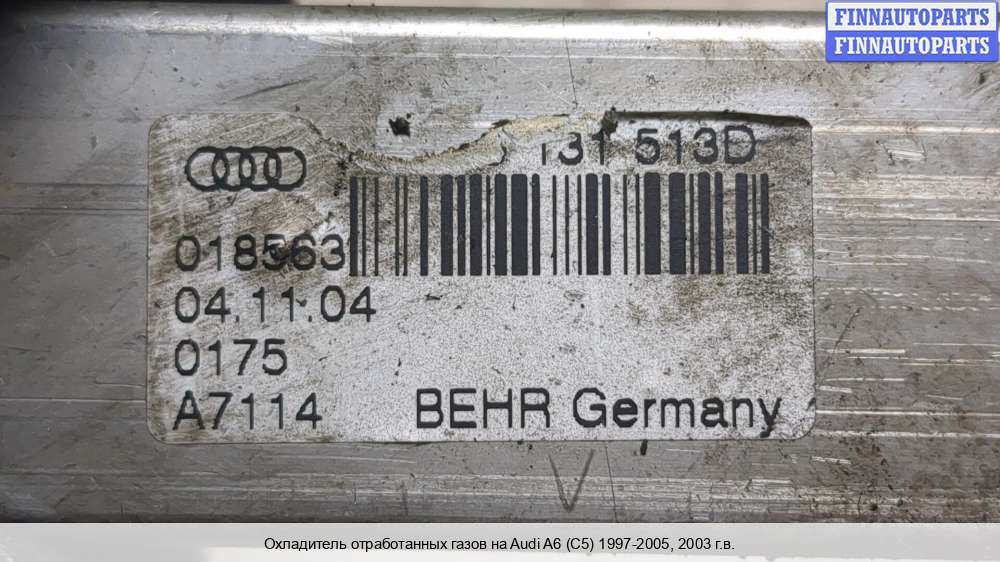 FINNAUTOPARTS
FINNAUTOPARTS
131 513D
018563
04.11.04
0175
A7114
BEHR Germany
V
Охладитель отработанных газов на Audi A6 (C5) 1997-2005, 2003 г.в.